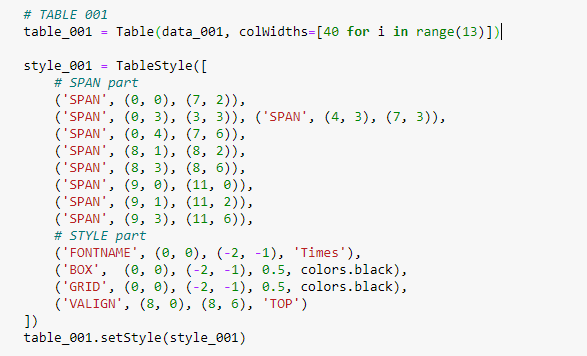 # TABLE 001
table_001 = Table(data_001, colWidths=[40 for i in range(13)])

style_001 = TableStyle([
    # SPAN part
    ('SPAN', (0, 0), (7, 2)),
    ('SPAN', (0, 3), (3, 3)), ('SPAN', (4, 3), (7, 3)),
    ('SPAN', (0, 4), (7, 6)),
    ('SPAN', (8, 1), (8, 2)),
    ('SPAN', (8, 3), (8, 6)),
    ('SPAN', (9, 0), (11, 0)),
    ('SPAN', (9, 1), (11, 2)),
    ('SPAN', (9, 3), (11, 6)),
    # STYLE part
    ('FONTNAME', (0, 0), (-2, -1), 'Times'),
    ('BOX',  (0, 0), (-2, -1), 0.5, colors.black),
    ('GRID', (0, 0), (-2, -1), 0.5, colors.black),
    ('VALIGN', (8, 0), (8, 6), 'TOP')
])
table_001.setStyle(style_001)